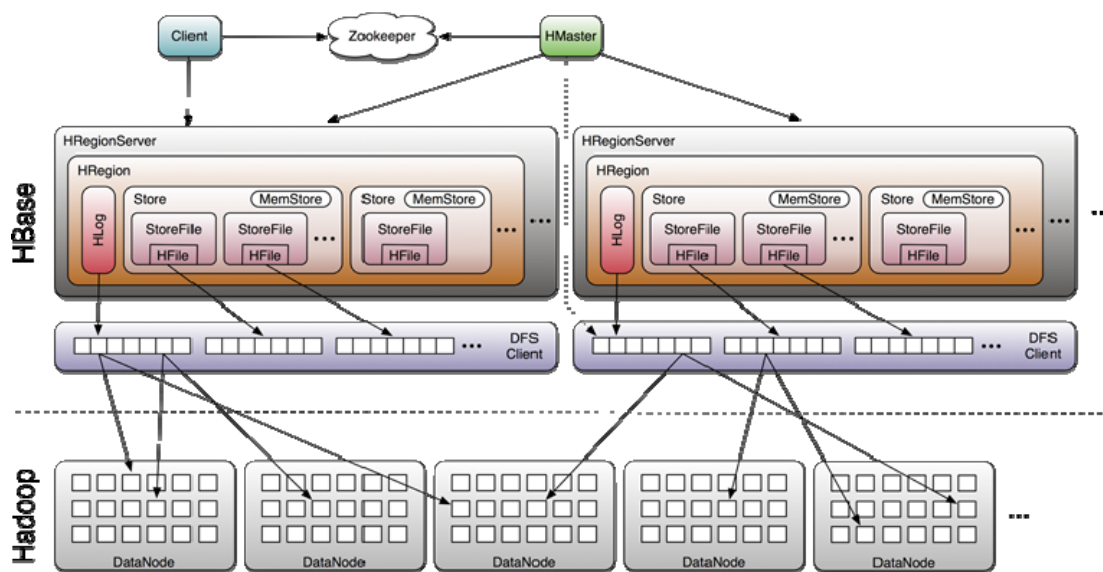 Client
Zookeeper
HMaster
HBase
HRegionServer
HRegion
HLog
Store
MemStore
StoreFile
HFile
StoreFile
HFile
...
Store
MemStore
StoreFile
HFile
...
...
HRegionServer
HRegion
HLog
Store
MemStore
StoreFile
HFile
StoreFile
HFile
...
Store
MemStore
StoreFile
HFile
...
...
...
...
DFS
Client
...
DFS
Client
Hadoop
DataNode
DataNode
DataNode
DataNode
DataNode
...